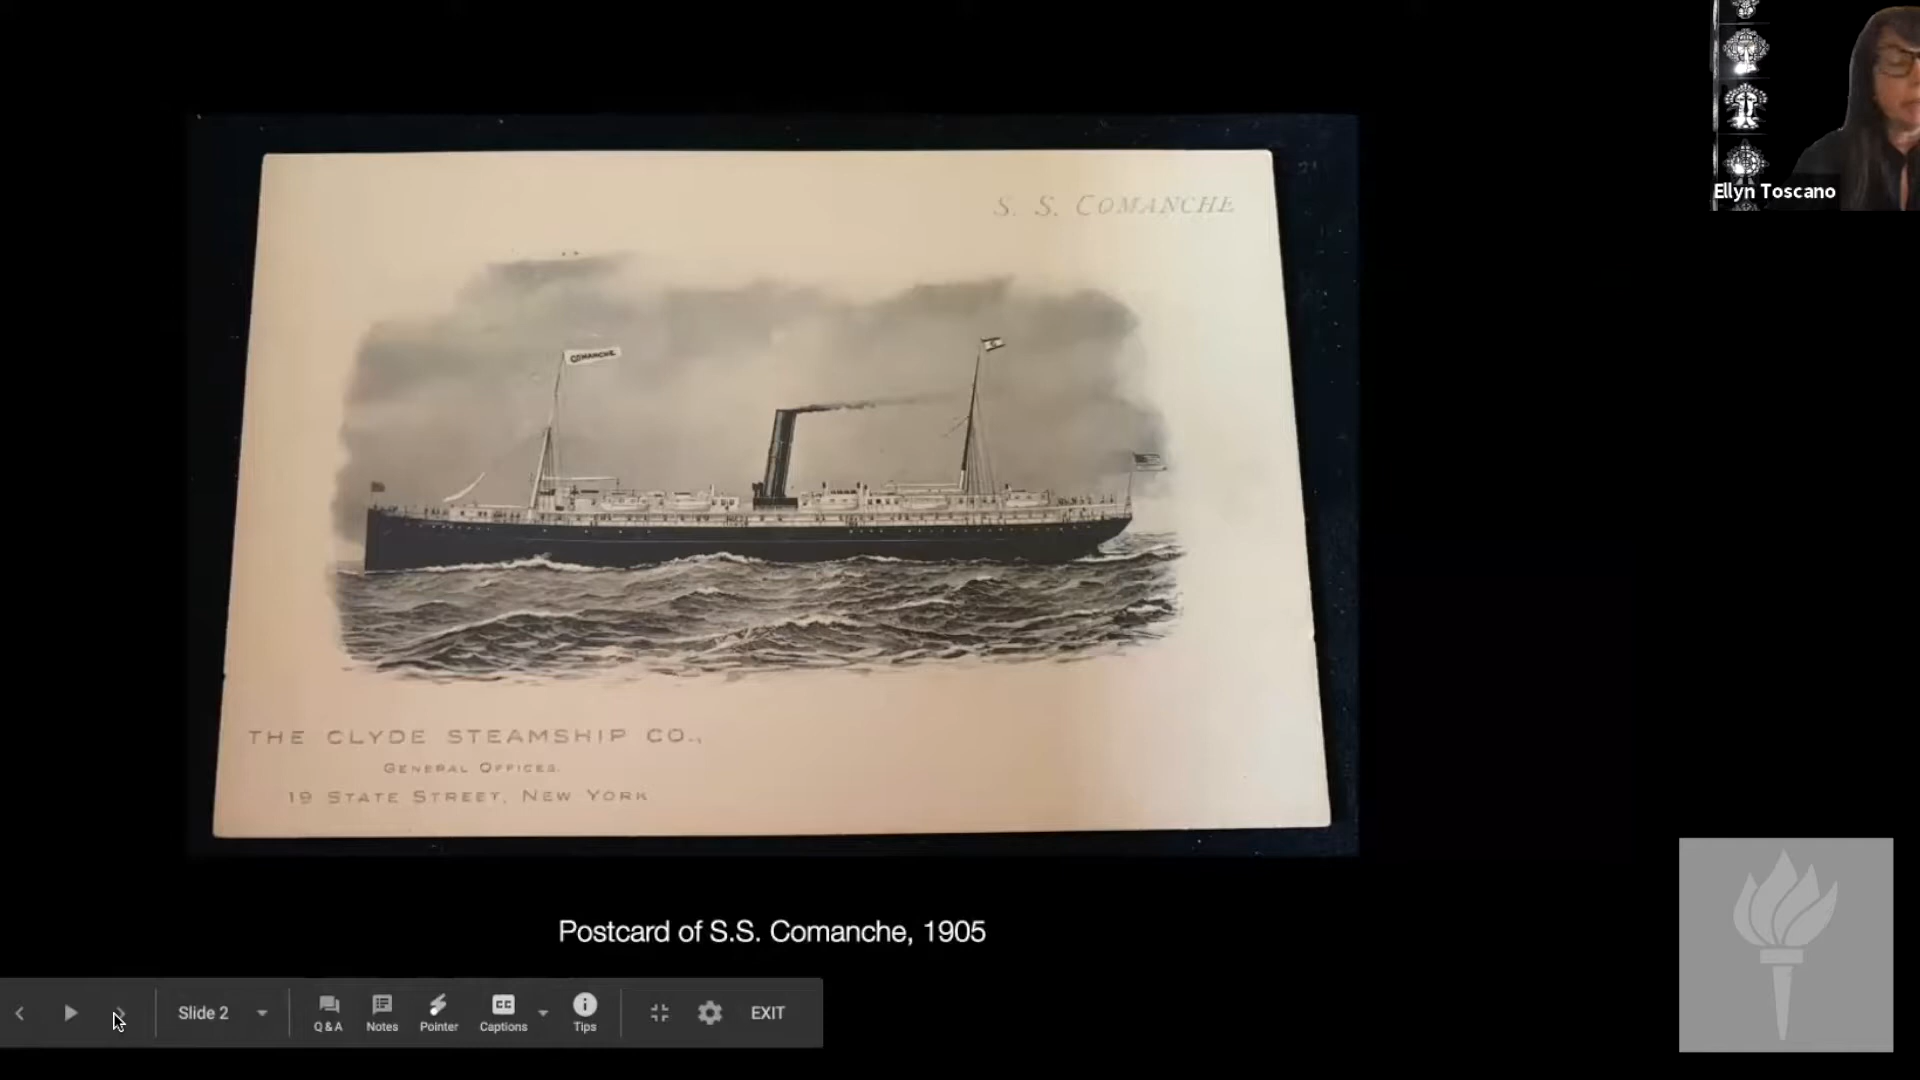 S. S. COMANCHE
COMANCHE
THE CLYDE STEAMSHIP CO.,
GENERAL OFFICES.
19 STATE STREET, NEW YORK
Ellyn Toscano
Postcard of S.S. Comanche, 1905
Slide 2
Q&A
Notes
Pointer
CC
Captions
Tips
EXIT